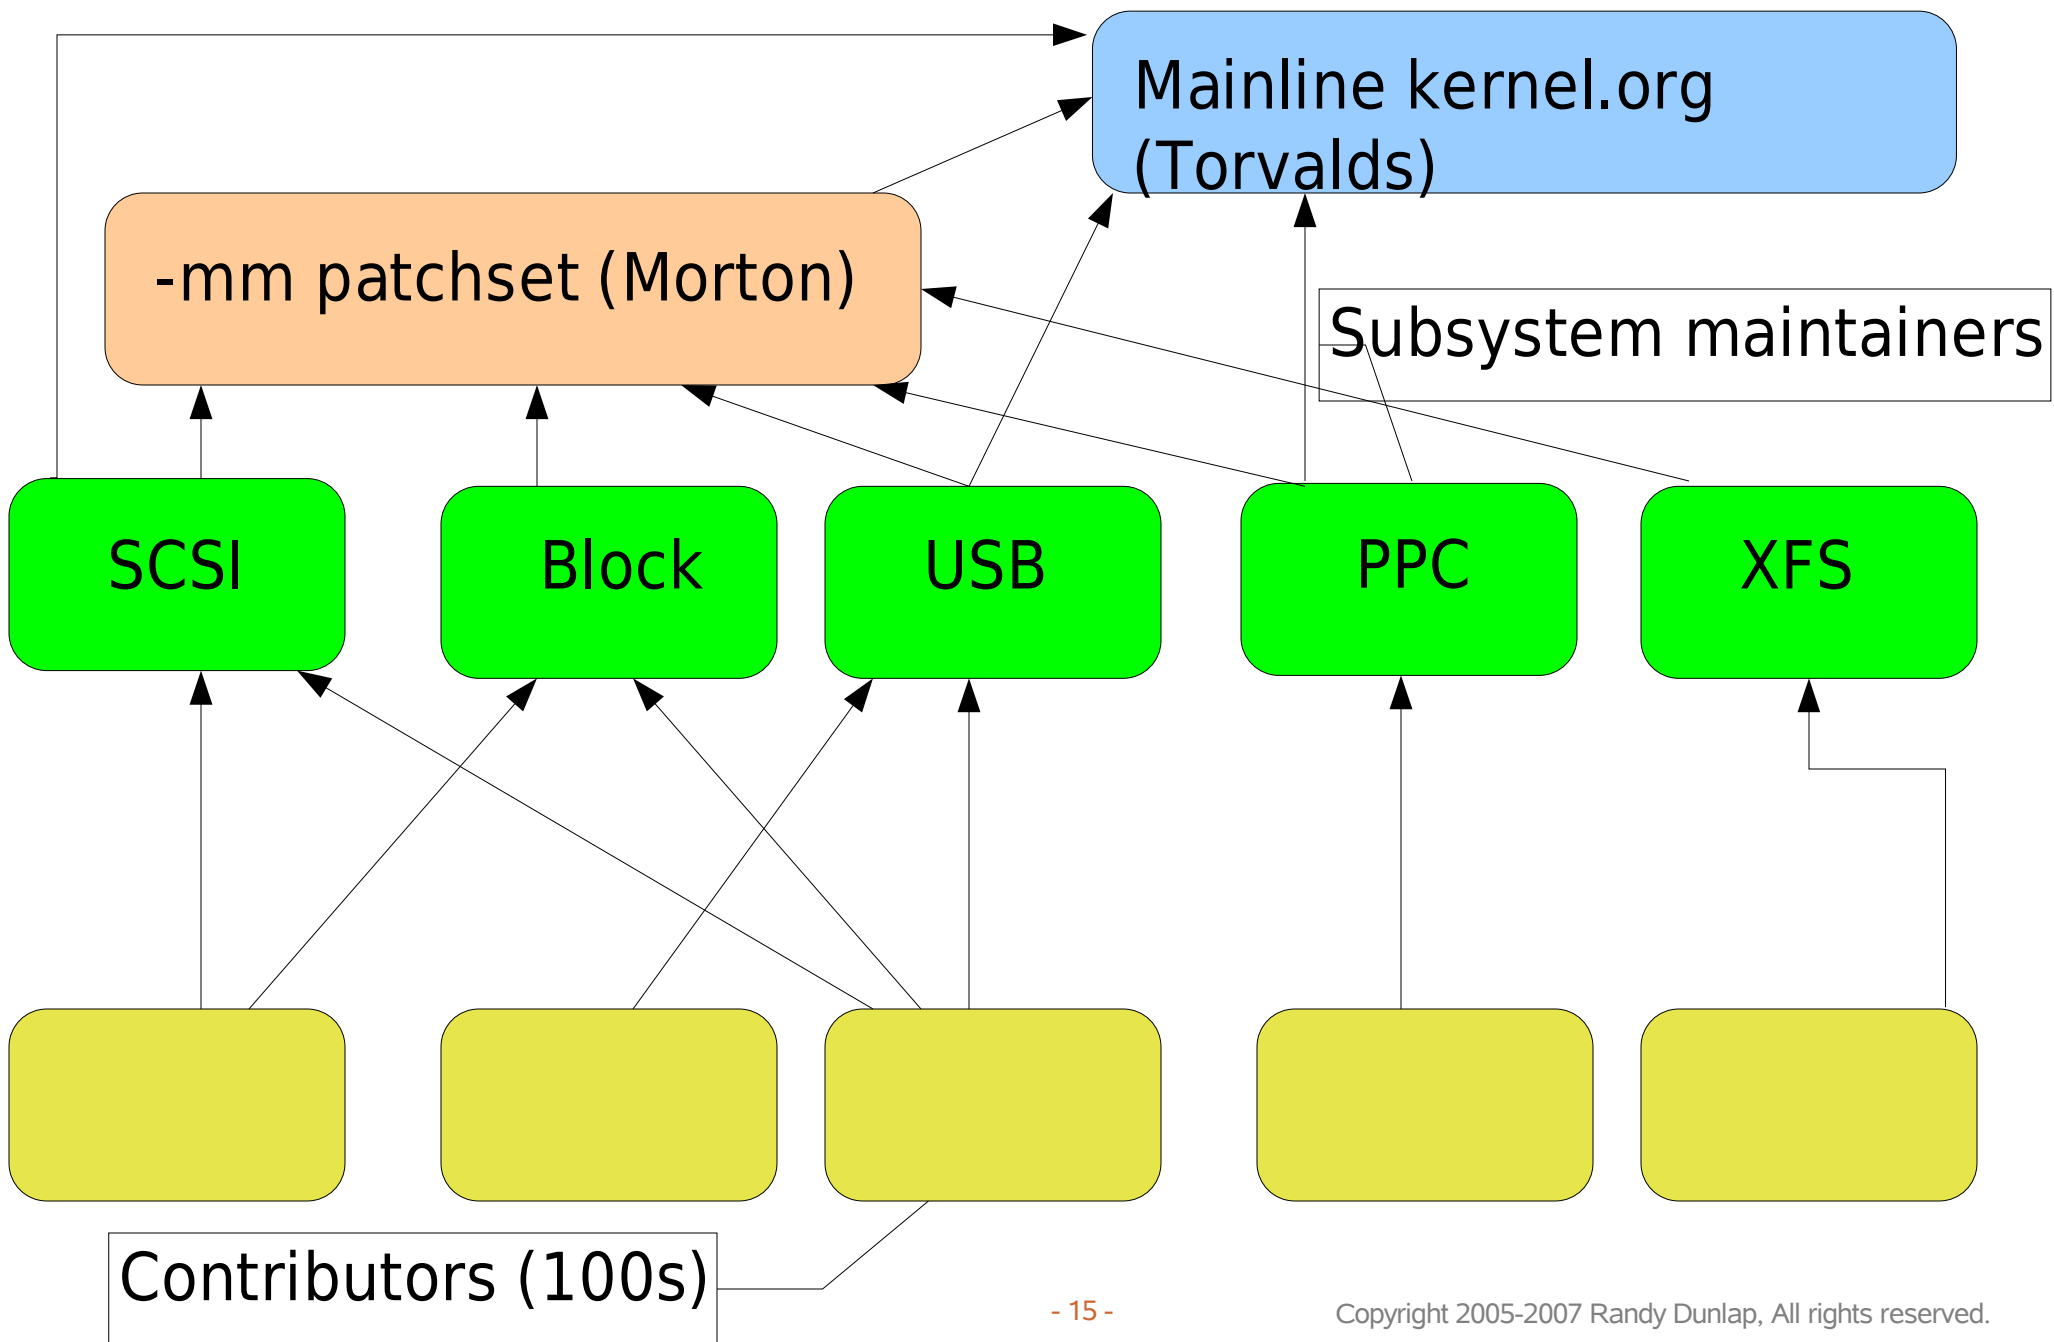 Mainline kernel.org
(Torvalds)
-mm patchset (Morton)
Subsystem maintainers
SCSI
Block
USB
PPC
XFS
Contributors (100s)
- 15 -
Copyright 2005-2007 Randy Dunlap, All rights reserved.